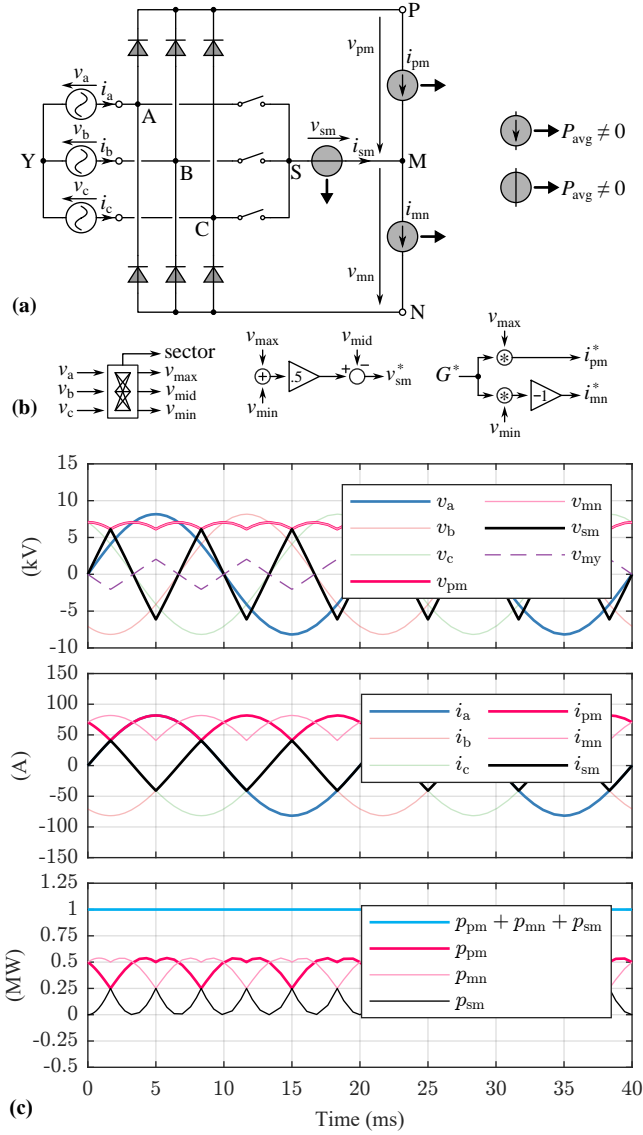 (a)
P
v_pm
i_pm
v_a
i_a
A
v_b
i_b
Y
B
v_c
i_c
C
S
v_sm
i_sm
M
i_mn
v_mn
N
P_avg ≠ 0
P_avg ≠ 0
(b)
sector
v_a
v_b
v_c
v_max
v_mid
v_min
v_max
+
.5
v_min
v_mid
+
−
v*_sm
v_max
*
i*_pm
G*
*
-1
i*_mn
v_min
15
10
5
0
-5
-10
(kV)
v_a
v_b
v_c
v_pm
v_mn
v_sm
v_my
150
100
50
0
-50
-100
-150
(A)
i_a
i_b
i_c
i_pm
i_mn
i_sm
1.25
1
0.75
0.5
0.25
0
-0.25
-0.5
(MW)
p_pm + p_mn + p_sm
p_pm
p_mn
p_sm
0 5 10 15 20 25 30 35 40
(c)
Time (ms)